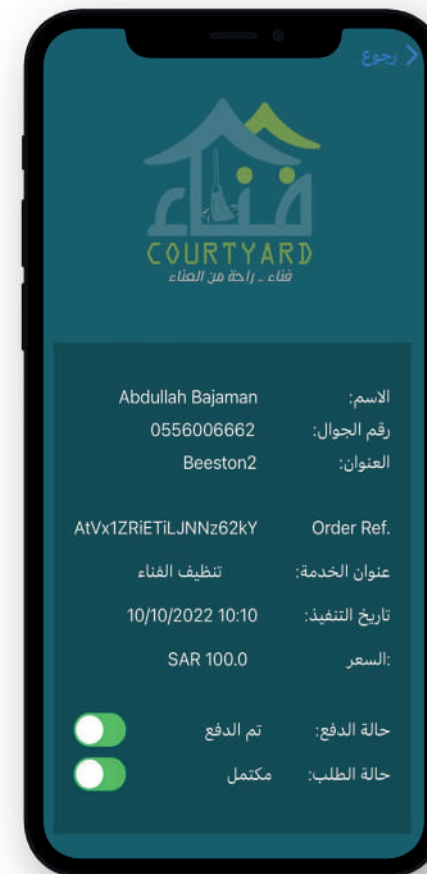 رجوع
فناء
COURTYARD
فناء .. راحة من العناء
الاسم: Abdullah Bajaman
رقم الجوال: 0556006662
العنوان: Beeston2
Order Ref. AtVx1ZRiETiLJNNz62kY
عنوان الخدمة: تنظيف الفناء
تاريخ التنفيذ: 10/10/2022 10:10
:السعر SAR 100.0
حالة الدفع: تم الدفع
حالة الطلب: مكتمل